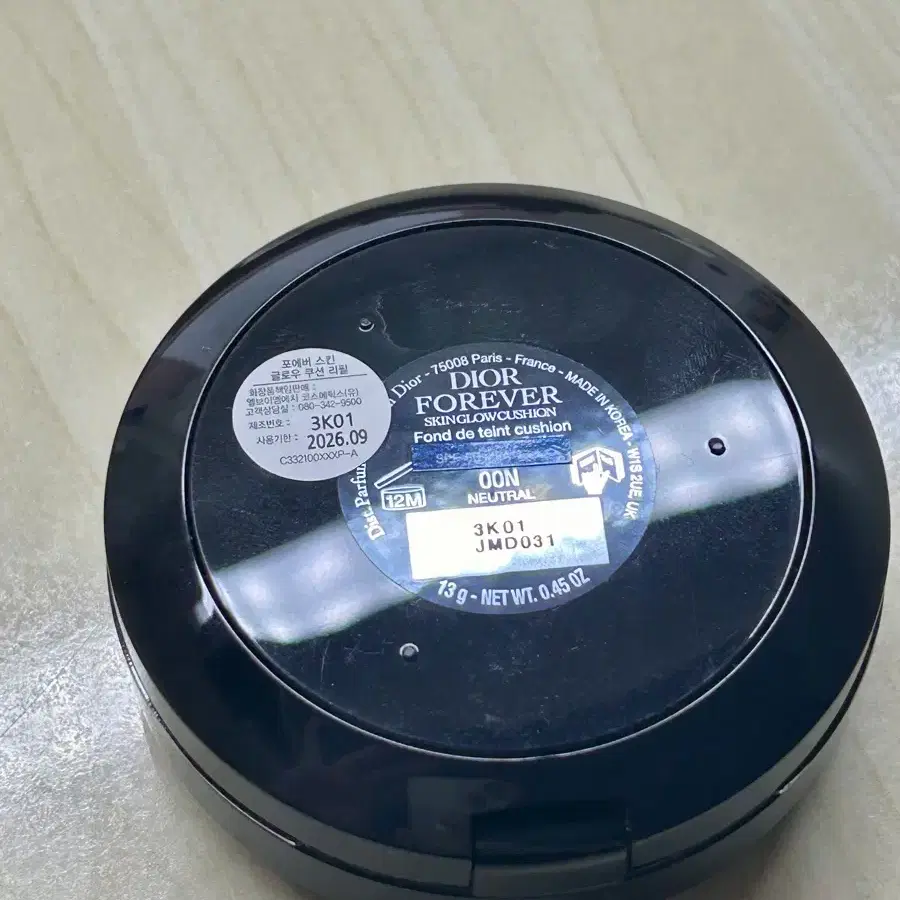 포에버 스킨
글로우 쿠션 리필
화장품책임판매 :
엘브이엠에치 코스메틱스(유)
고객상담실 : 080-342-9500
제조번호 : 3K01
사용기한 : 2026.09
C332100XXXP-A
Dior - 75008 Paris - France - MADE IN KOREA - W1S 2UE, UK
DIOR
FOREVER
SKIN GLOW CUSHION
Fond de teint cushion
12M
00N
NEUTRAL
3K01
JMD031
13 g - NET WT. 0.45 OZ